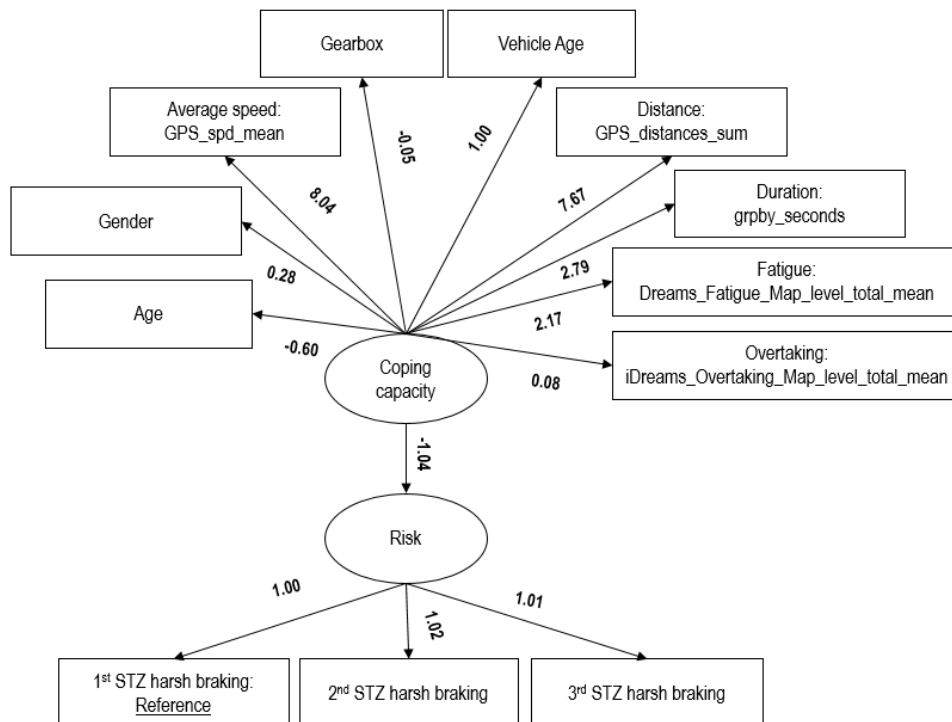 Gearbox
Vehicle Age
Average speed:
GPS_spd_mean
Distance:
GPS_distances_sum
-0.05
1.00
8.04
7.67
Gender
Duration:
grpby_seconds
0.28
2.79
Age
Fatigue:
Dreams_Fatigue_Map_level_total_mean
-0.60
2.17
Overtaking:
iDreams_Overtaking_Map_level_total_mean
0.08
Coping
capacity
-1.04
Risk
1.00
1.02
1.01
1st STZ harsh braking:
Reference
2nd STZ harsh braking
3rd STZ harsh braking